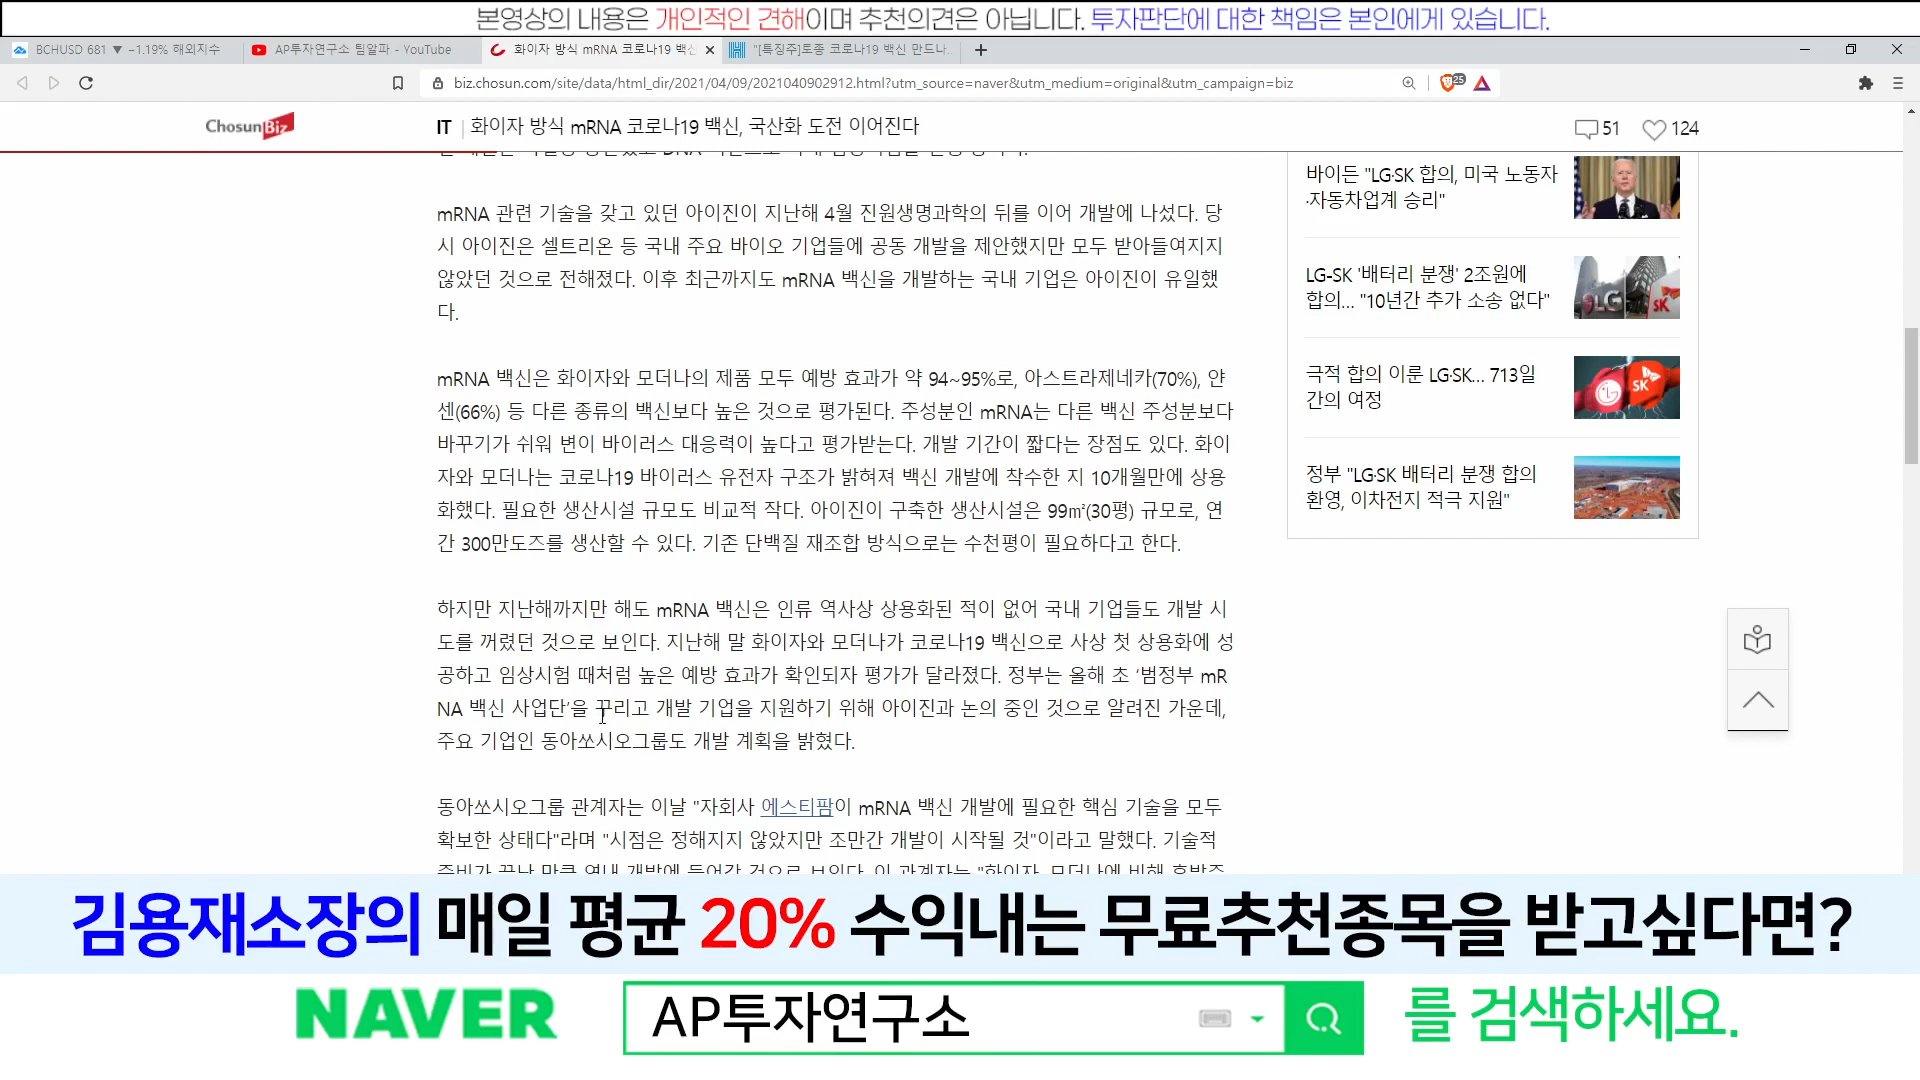 본영상의 내용은 개인적인 견해이며 추천의견은 아닙니다. 투자판단에 대한 책임은 본인에게 있습니다.
BCHUSD 681 ▼ −1.19% 해외지수
AP투자연구소 팀알파 - YouTube
화이자 방식 mRNA 코로나19 백신
"[특징주]토종 코로나19 백신 만드나
biz.chosun.com/site/data/html_dir/2021/04/09/2021040902912.html?utm_source=naver&utm_medium=original&utm_campaign=biz
25
ChosunBiz
IT
화이자 방식 mRNA 코로나19 백신, 국산화 도전 이어진다
51
124
mRNA 관련 기술을 갖고 있던 아이진이 지난해 4월 진원생명과학의 뒤를 이어 개발에 나섰다. 당
시 아이진은 셀트리온 등 국내 주요 바이오 기업들에 공동 개발을 제안했지만 모두 받아들여지지
않았던 것으로 전해졌다. 이후 최근까지도 mRNA 백신을 개발하는 국내 기업은 아이진이 유일했
다.
mRNA 백신은 화이자와 모더나의 제품 모두 예방 효과가 약 94~95%로, 아스트라제네카(70%), 얀
센(66%) 등 다른 종류의 백신보다 높은 것으로 평가된다. 주성분인 mRNA는 다른 백신 주성분보다
바꾸기가 쉬워 변이 바이러스 대응력이 높다고 평가받는다. 개발 기간이 짧다는 장점도 있다. 화이
자와 모더나는 코로나19 바이러스 유전자 구조가 밝혀져 백신 개발에 착수한 지 10개월만에 상용
화했다. 필요한 생산시설 규모도 비교적 작다. 아이진이 구축한 생산시설은 99㎡(30평) 규모로, 연
간 300만도즈를 생산할 수 있다. 기존 단백질 재조합 방식으로는 수천평이 필요하다고 한다.
하지만 지난해까지만 해도 mRNA 백신은 인류 역사상 상용화된 적이 없어 국내 기업들도 개발 시
도를 꺼렸던 것으로 보인다. 지난해 말 화이자와 모더나가 코로나19 백신으로 사상 첫 상용화에 성
공하고 임상시험 때처럼 높은 예방 효과가 확인되자 평가가 달라졌다. 정부는 올해 초 ‘범정부 mR
NA 백신 사업단’을 꾸리고 개발 기업을 지원하기 위해 아이진과 논의 중인 것으로 알려진 가운데,
주요 기업인 동아쏘시오그룹도 개발 계획을 밝혔다.
동아쏘시오그룹 관계자는 이날 "자회사 에스티팜이 mRNA 백신 개발에 필요한 핵심 기술을 모두
확보한 상태다"라며 "시점은 정해지지 않았지만 조만간 개발이 시작될 것"이라고 말했다. 기술적
바이든 "LG·SK 합의, 미국 노동자
·자동차업계 승리"
LG-SK '배터리 분쟁' 2조원에
합의... "10년간 추가 소송 없다"
LG
SK
극적 합의 이룬 LG·SK... 713일
간의 여정
LG
SK
정부 "LG·SK 배터리 분쟁 합의
환영, 이차전지 적극 지원"
김용재소장의 매일 평균 20% 수익내는 무료추천종목을 받고싶다면?
NAVER
AP투자연구소
를 검색하세요.